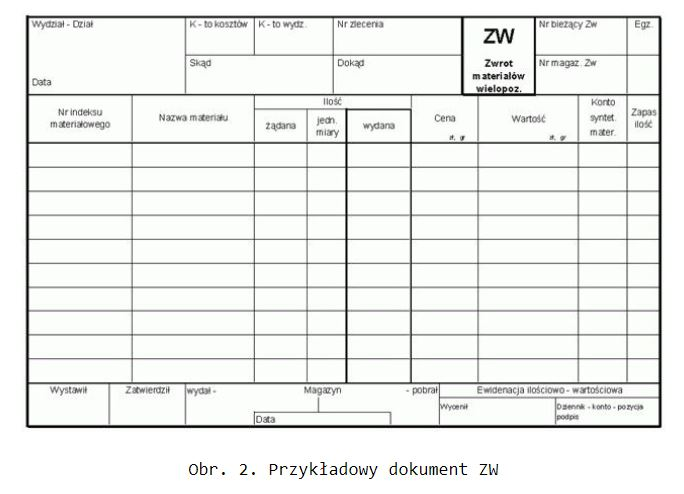 Wydział - Dział
K - to kosztów
K - to wydz.
Nr zlecenia
ZW
Nr bieżący Zw
Egz.
Skąd
Dokąd
Zwrot
materiałów
wielopoz.
Nr magaz. Zw
Data
Nr indeksu
materiałowego
Nazwa materiału
Ilość
żądana
jedn.
miary
wydana
Cena
zł, gr
Wartość
zł, gr
Konto
syntet.
mater.
Zapas
ilość
Wystawił
Zatwierdził
wydał -
Magazyn
- pobrał
Ewidenacja ilościowo - wartościowa
Data
Wycenił
Dziennik - konto - pozycja
podpis
Obr. 2. Przykładowy dokument ZW